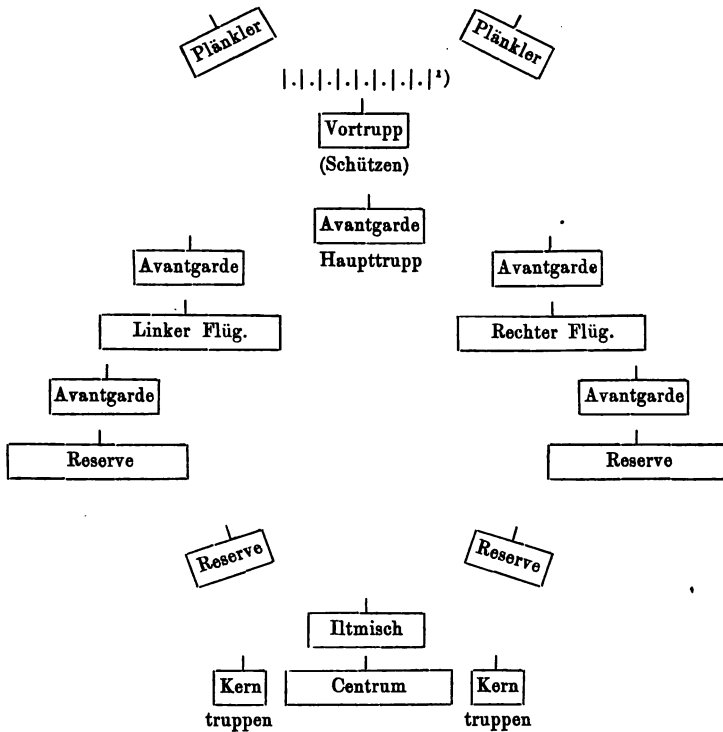 Plänkler
Plänkler
|.|.|.|.|.|.|.|.|¹)
Vortrupp
(Schützen)
Avantgarde
Haupttrupp
Avantgarde
Avantgarde
Linker Flüg.
Rechter Flüg.
Avantgarde
Avantgarde
Reserve
Reserve
Reserve
Reserve
Iltmisch
Kern
truppen
Centrum
Kern
truppen